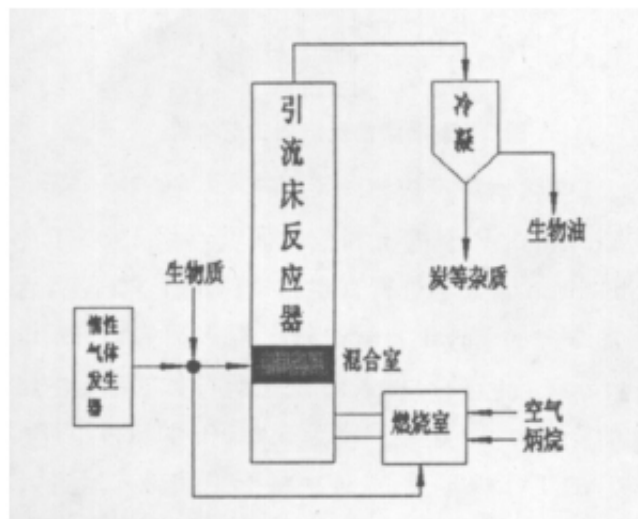 引流床反应器
冷凝
生物油
炭等杂质
生物质
惰性
气体
发生
器
混合室
燃烧室
空气
炳烷